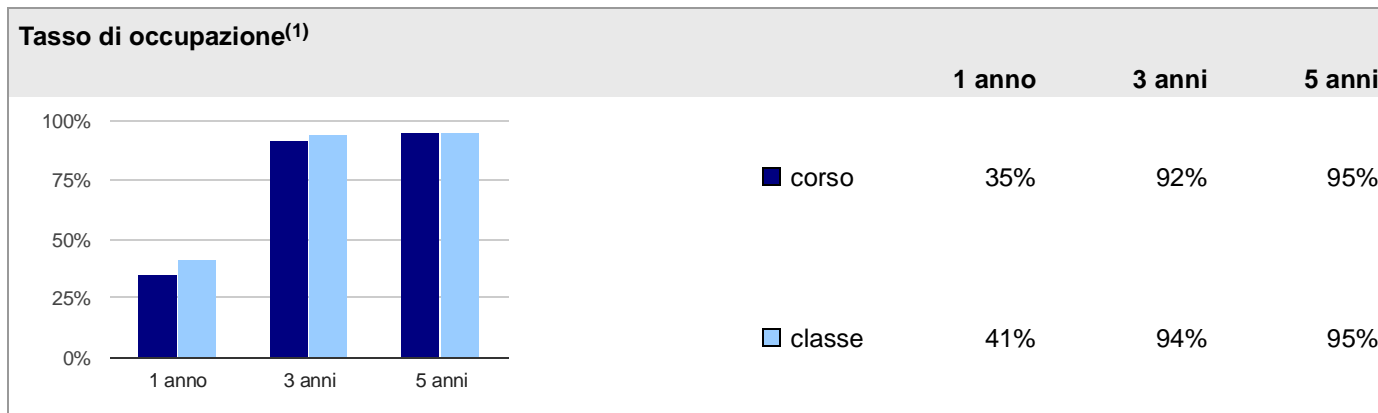 Tasso di occupazione(1)
1 anno 3 anni 5 anni
100%
75%
50%
25%
0%
1 anno 3 anni 5 anni
corso 35% 92% 95%
classe 41% 94% 95%